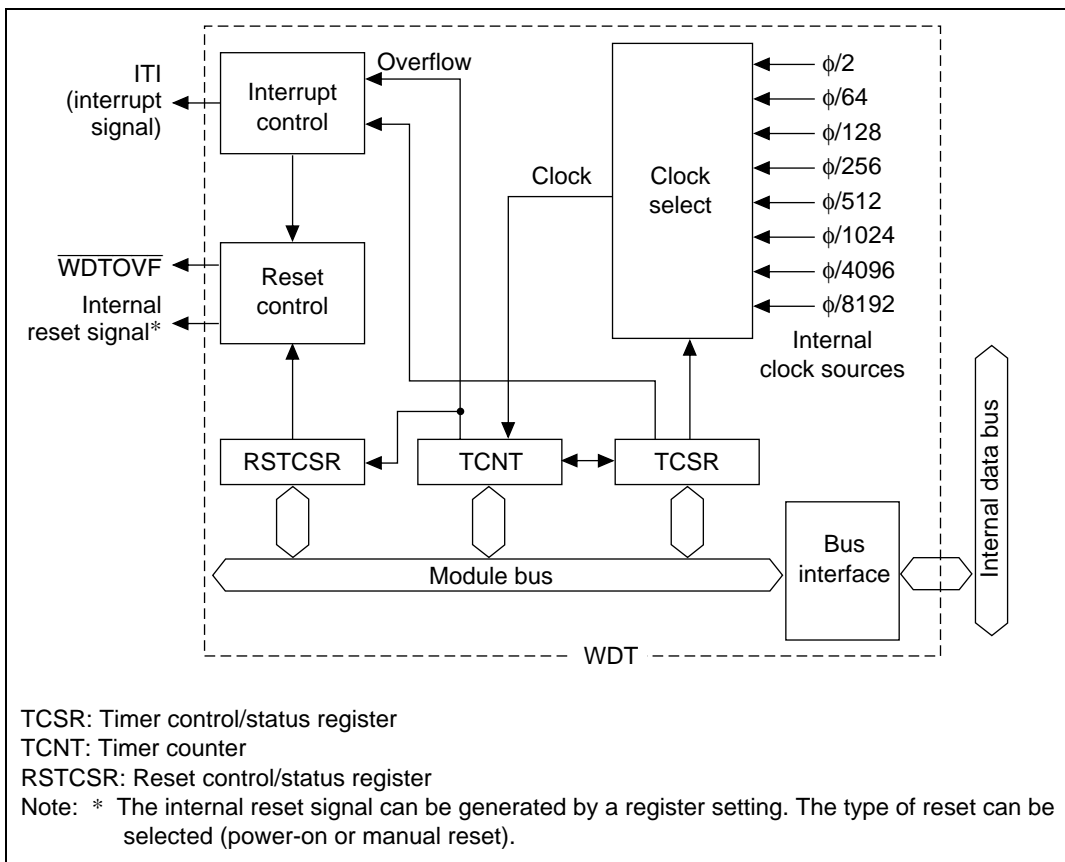 ITI
(interrupt
signal)
Interrupt
control
Overflow
Clock
Clock
select
ϕ/2
ϕ/64
ϕ/128
ϕ/256
ϕ/512
ϕ/1024
ϕ/4096
ϕ/8192
Internal
clock sources
WDTOVF
Internal
reset signal*
Reset
control
RSTCSR
TCNT
TCSR
Module bus
Bus
interface
Internal data bus
WDT
TCSR: Timer control/status register
TCNT: Timer counter
RSTCSR: Reset control/status register
Note: * The internal reset signal can be generated by a register setting. The type of reset can be
selected (power-on or manual reset).